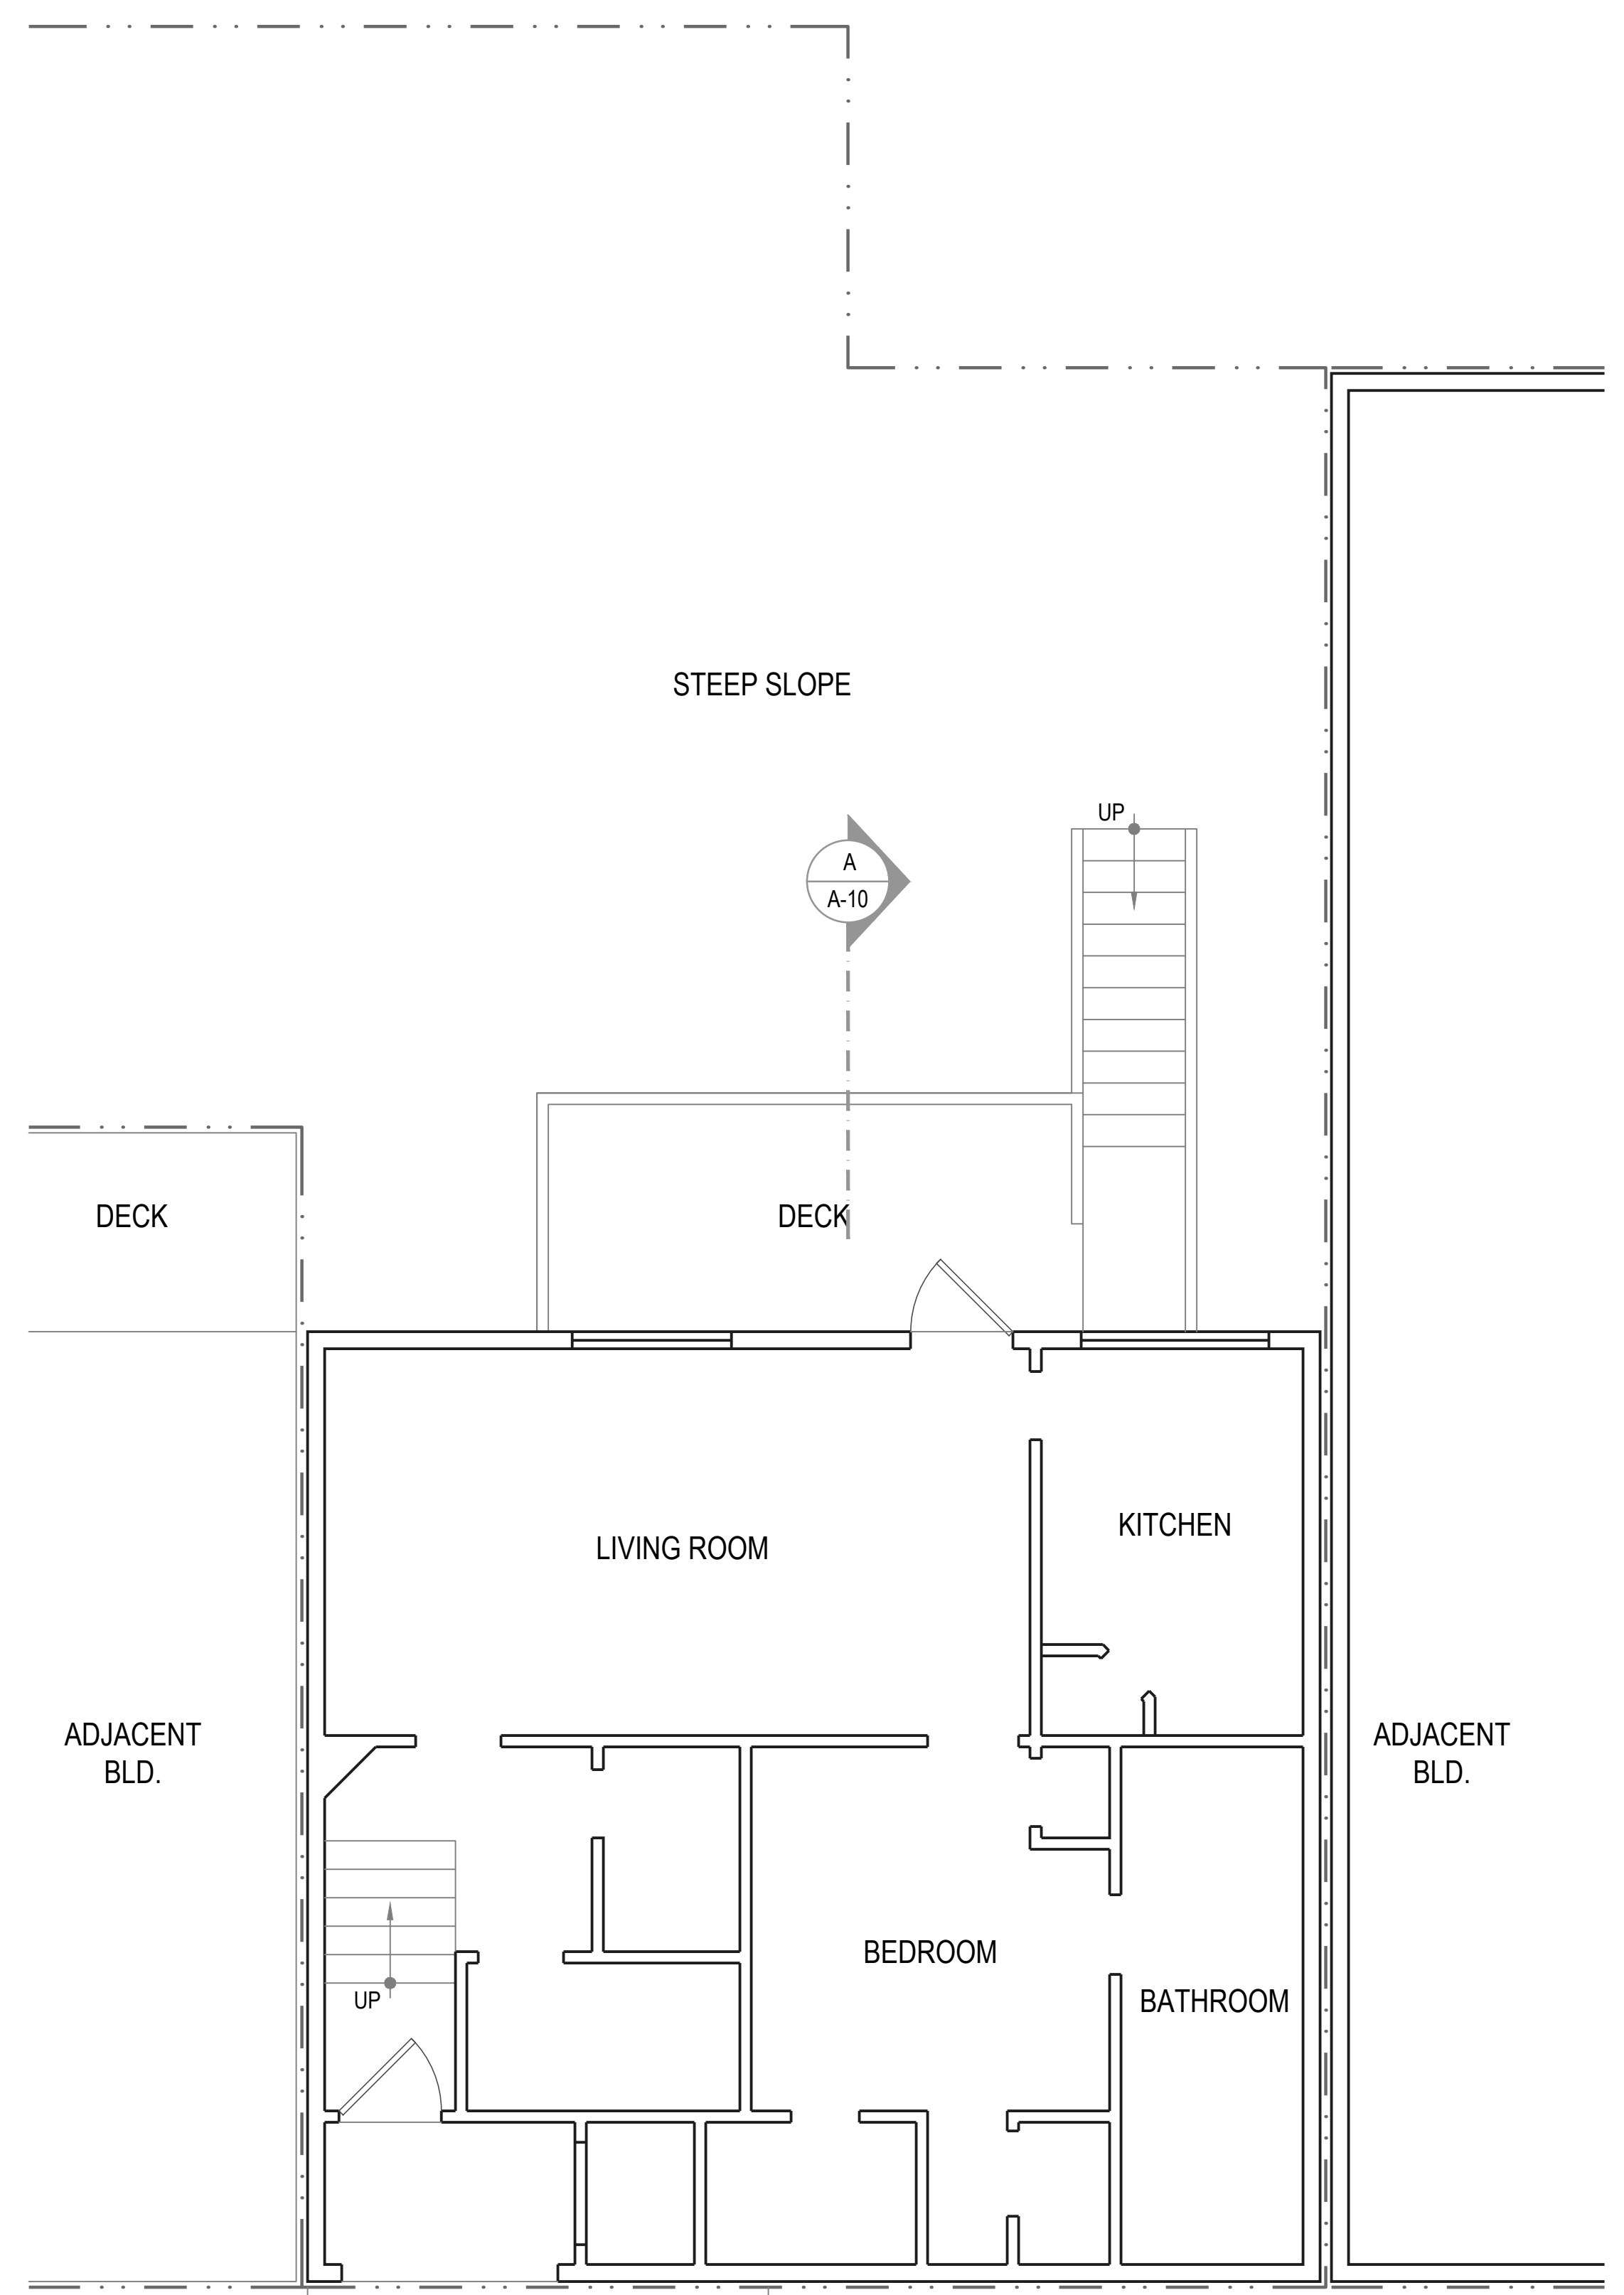 STEEP SLOPE
UP
A
A-10
DECK
DECK
KITCHEN
LIVING ROOM
ADJACENT
BLD.
ADJACENT
BLD.
BEDROOM
UP
BATHROOM